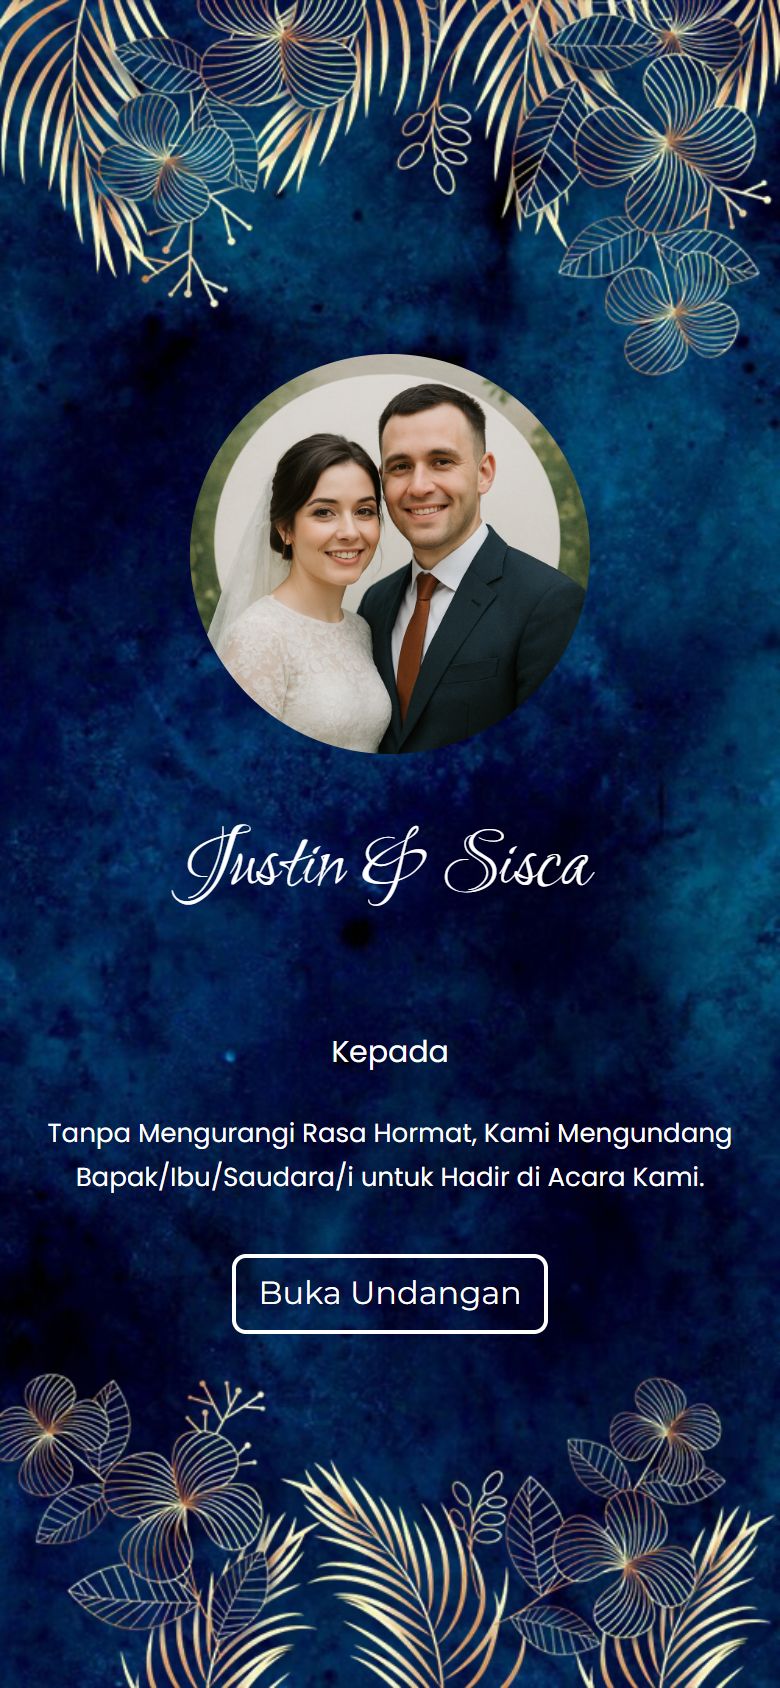 Justin & Sisca
Kepada
Tanpa Mengurangi Rasa Hormat, Kami Mengundang
Bapak/Ibu/Saudara/i untuk Hadir di Acara Kami.
Buka Undangan